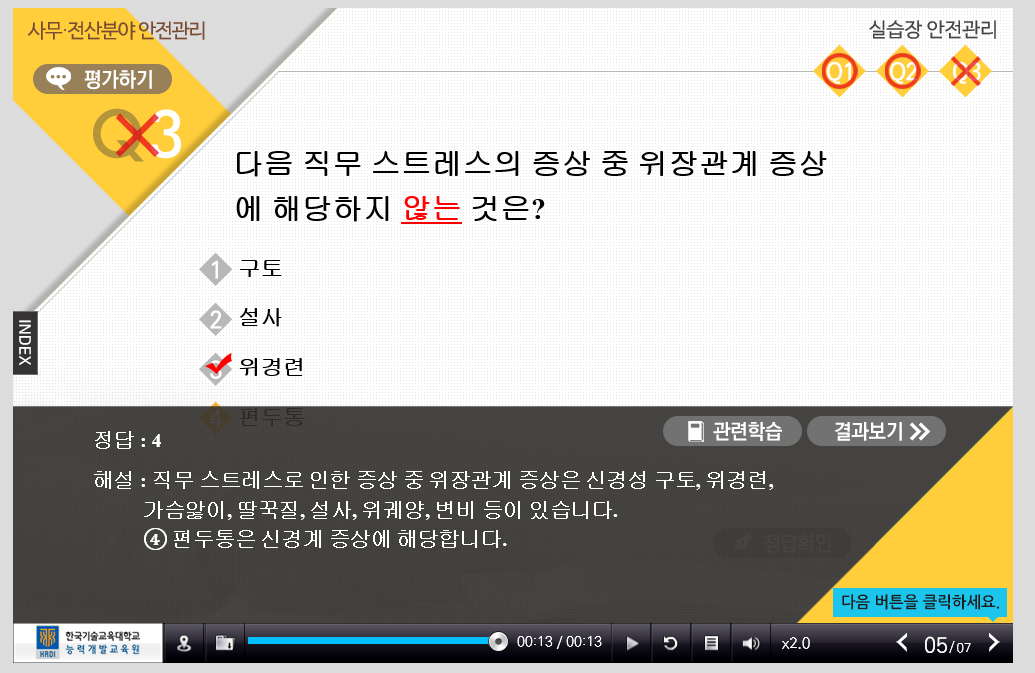 사무·전산분야 안전관리
실습장 안전관리
평가하기
Q1 Q2 Q3
Q3
다음 직무 스트레스의 증상 중 위장관계 증상
에 해당하지 않는 것은?
1 구토
2 설사
3 위경련
4 편두통
INDEX
관련학습
결과보기
정답 : 4
해설 : 직무 스트레스로 인한 증상 중 위장관계 증상은 신경성 구토, 위경련,
가슴앓이, 딸꾹질, 설사, 위궤양, 변비 등이 있습니다.
④ 편두통은 신경계 증상에 해당합니다.
정답확인
다음 버튼을 클릭하세요.
HRDI
한국기술교육대학교
능력개발교육원
00:13 / 00:13
x2.0
05/07